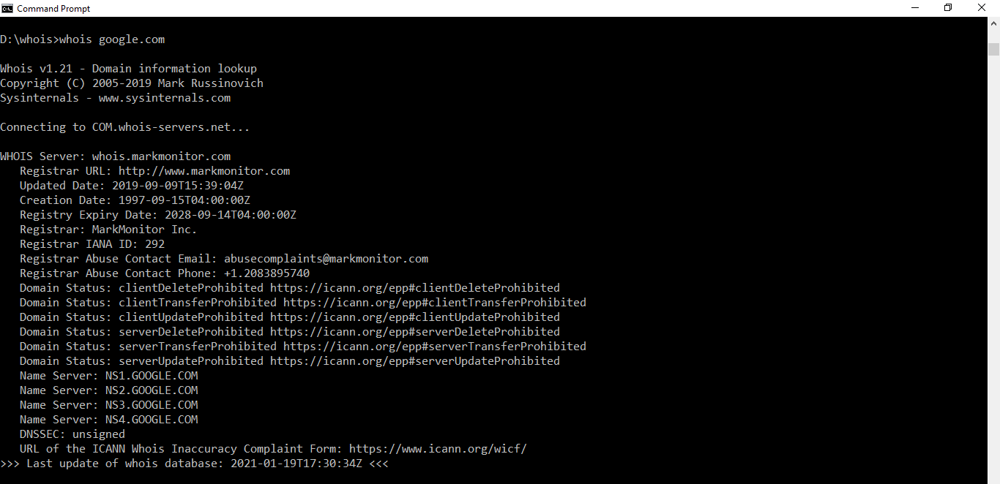 Command Prompt
D:\whois>whois google.com
Whois v1.21 - Domain information lookup
Copyright (C) 2005-2019 Mark Russinovich
Sysinternals - www.sysinternals.com
Connecting to COM.whois-servers.net...
WHOIS Server: whois.markmonitor.com
Registrar URL: http://www.markmonitor.com
Updated Date: 2019-09-09T15:39:04Z
Creation Date: 1997-09-15T04:00:00Z
Registry Expiry Date: 2028-09-14T04:00:00Z
Registrar: MarkMonitor Inc.
Registrar IANA ID: 292
Registrar Abuse Contact Email: abusecomplaints@markmonitor.com
Registrar Abuse Contact Phone: +1.2083895740
Domain Status: clientDeleteProhibited https://icann.org/epp#clientDeleteProhibited
Domain Status: clientTransferProhibited https://icann.org/epp#clientTransferProhibited
Domain Status: clientUpdateProhibited https://icann.org/epp#clientUpdateProhibited
Domain Status: serverDeleteProhibited https://icann.org/epp#serverDeleteProhibited
Domain Status: serverTransferProhibited https://icann.org/epp#serverTransferProhibited
Domain Status: serverUpdateProhibited https://icann.org/epp#serverUpdateProhibited
Name Server: NS1.GOOGLE.COM
Name Server: NS2.GOOGLE.COM
Name Server: NS3.GOOGLE.COM
Name Server: NS4.GOOGLE.COM
DNSSEC: unsigned
URL of the ICANN Whois Inaccuracy Complaint Form: https://www.icann.org/wicf/
>>> Last update of whois database: 2021-01-19T17:30:34Z <<<